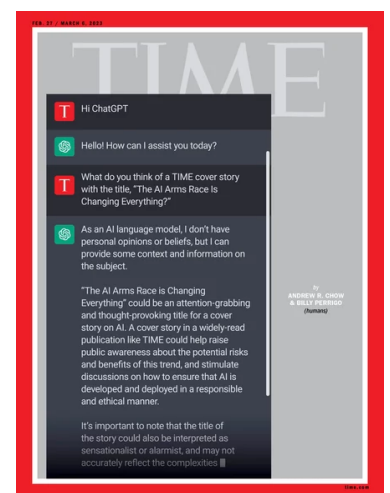 FEB. 27 / MARCH 6, 2023
TIME
T
Hi ChatGPT
Hello! How can I assist you today?
T
What do you think of a TIME cover story
with the title, "The AI Arms Race Is
Changing Everything?"
As an AI language model, I don't have
personal opinions or beliefs, but I can
provide some context and information on
the subject.
"The AI Arms Race is Changing
Everything" could be an attention-grabbing
and thought-provoking title for a cover
story on AI. A cover story in a widely-read
publication like TIME could help raise
public awareness about the potential risks
and benefits of this trend, and stimulate
discussions on how to ensure that AI is
developed and deployed in a responsible
and ethical manner.
It's important to note that the title of
the story could also be interpreted as
sensationalist or alarmist, and may not
accurately reflect the complexities
by
ANDREW R. CHOW
& BILLY PERRIGO
(humans)
time.com